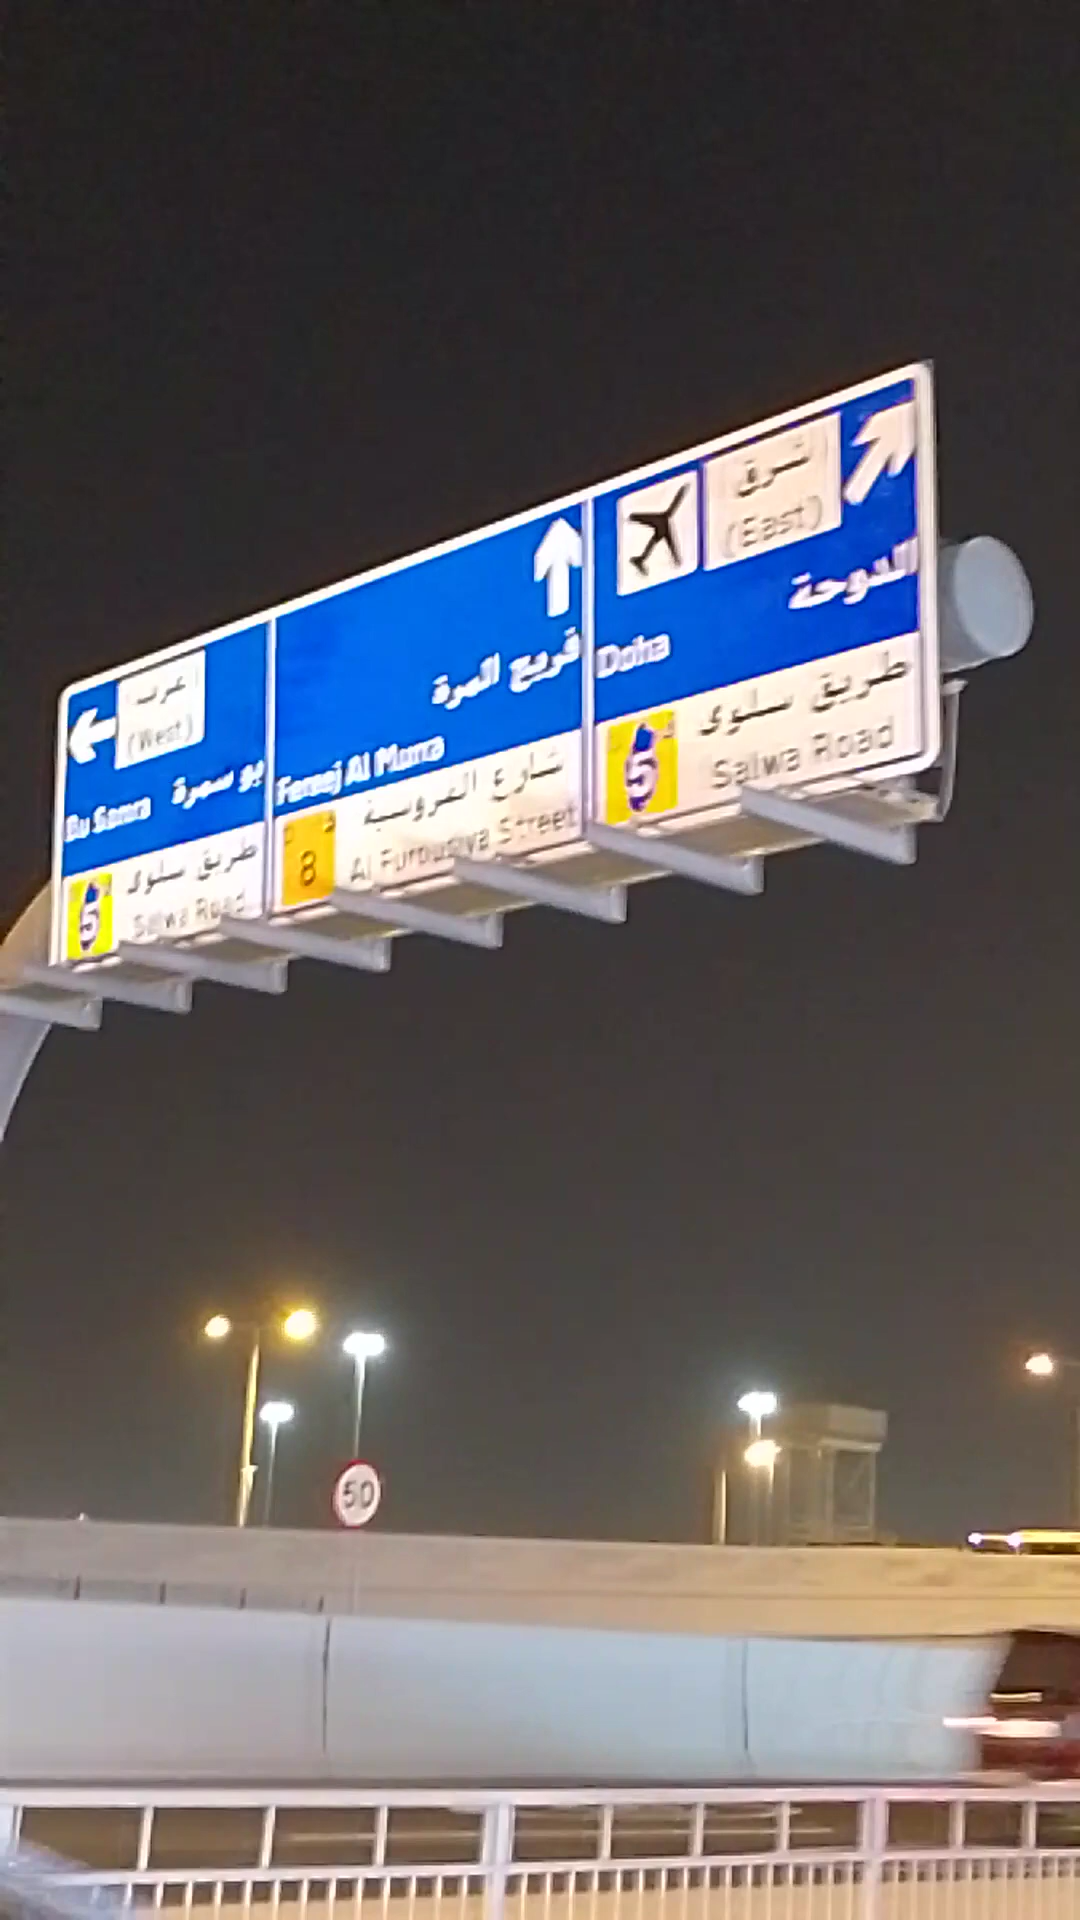 غرب
(West)
بو سمرة
Bu Samra
5
طريق سلوى
Salwa Road
فريج المرة
Fereej Al Murra
D
8
شارع الفروسية
Al Furousiya Street
شرق
(East)
الدوحة
Doha
5
طريق سلوى
Salwa Road
50